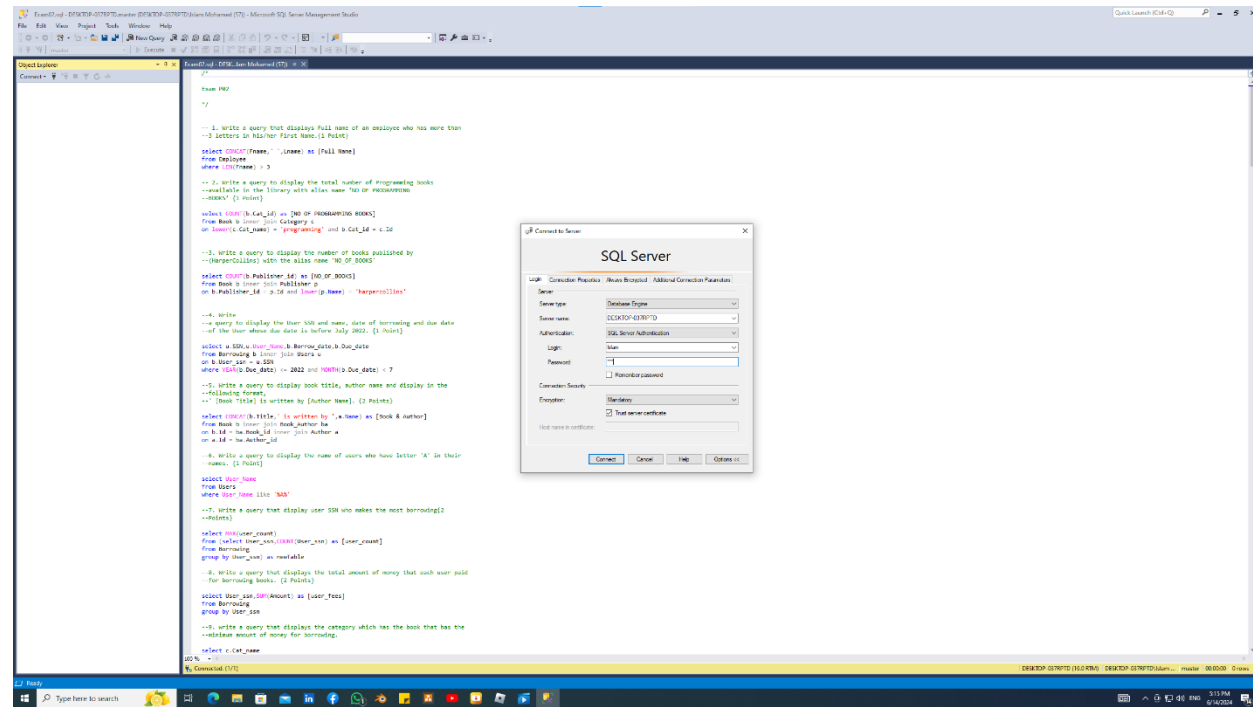 Exam02.sql - DESKTOP-037RPTD.master (DESKTOP-037RPTD\Islam Mohamed (57)) - Microsoft SQL Server Management Studio
Quick Launch (Ctrl+Q)
File Edit View Project Tools Window Help
New Query
master Execute
Object Explorer
Exam02.sql - DESK...lam Mohamed (57))
Connect
/*
Exam P02
*/
-- 1. Write a query that displays Full name of an employee who has more than
--3 letters in his/her First Name.{1 Point}
select CONCAT(Fname,' ',Lname) as [Full Name]
from Employee
where LEN(Fname) > 3
-- 2. Write a query to display the total number of Programming books
--available in the library with alias name 'NO OF PROGRAMMING
--BOOKS' {1 Point}
select COUNT(b.Cat_id) as [NO OF PROGRAMMING BOOKS]
from Book b inner join Category c
on lower(c.Cat_name) = 'programming' and b.Cat_id = c.Id
--3. Write a query to display the number of books published by
--(HarperCollins) with the alias name 'NO_OF_BOOKS'
select COUNT(b.Publisher_id) as [NO_OF_BOOKS]
from Book b inner join Publisher p
on b.Publisher_id = p.Id and lower(p.Name) = 'harpercollins'
--4. Write
--a query to display the User SSN and name, date of borrowing and due date
--of the User whose due date is before July 2022. {1 Point}
select u.SSN,u.User_Name,b.Borrow_date,b.Due_date
from Borrowing b inner join Users u
on b.User_ssn = u.SSN
where YEAR(b.Due_date) <= 2022 and MONTH(b.Due_date) < 7
--5. Write a query to display book title, author name and display in the
--following format,
--' [Book Title] is written by [Author Name]. {2 Points}
select CONCAT(b.Title,' is written by ',a.Name) as [Book & Author]
from Book b inner join Book_Author ba
on b.Id = ba.Book_id inner join Author a
on a.Id = ba.Author_id
--6. Write a query to display the name of users who have letter 'A' in their
--names. {1 Point}
select User_Name
from Users
where User_Name like '%A%'
--7. Write a query that display user SSN who makes the most borrowing{2
--Points}
select MAX(user_count)
from (select User_ssn,COUNT(User_ssn) as [user_count]
from Borrowing
group by User_ssn) as newtable
--8. Write a query that displays the total amount of money that each user paid
--for borrowing books. {2 Points}
select User_ssn,SUM(Amount) as [user_fees]
from Borrowing
group by User_ssn
--9. write a query that displays the category which has the book that has the
--minimum amount of money for borrowing.
select c.Cat_name
100 %
Connected. (1/1)
DESKTOP-037RPTD (16.0 RTM) DESKTOP-037RPTD\Islam ... master 00:00:00 0 rows
Connect to Server
SQL Server
Login Connection Properties Always Encrypted Additional Connection Parameters
Server
Server type: Database Engine
Server name: DESKTOP-037RPTD
Authentication: SQL Server Authentication
Login: Islam
Password: ***
Remember password
Connection Security
Encryption: Mandatory
Trust server certificate
Host name in certificate:
Connect Cancel Help Options <<
Ready
Type here to search
ENG
3:15 PM
6/14/2024